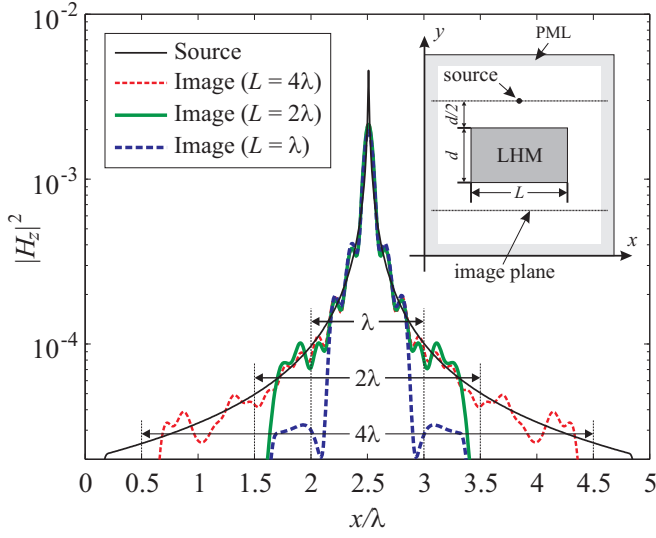 10⁻²
10⁻³
10⁻⁴
|H_z|²
Source
Image (L = 4λ)
Image (L = 2λ)
Image (L = λ)
y
PML
source
d/2
d
LHM
L
x
image plane
λ
2λ
4λ
0 0.5 1 1.5 2 2.5 3 3.5 4 4.5 5
x/λ